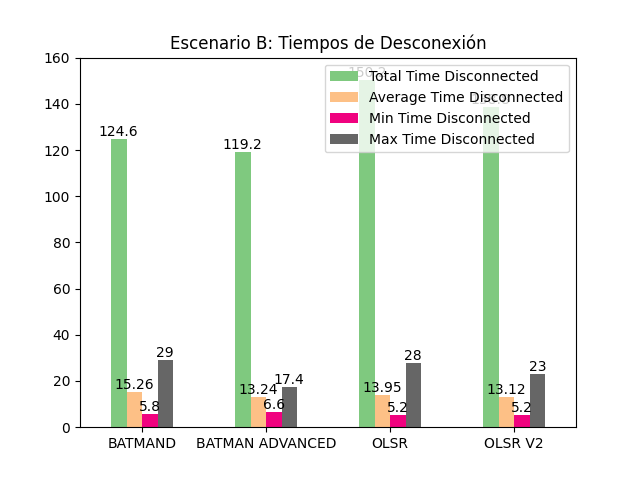 Escenario B: Tiempos de Desconexión
160
140
120
100
80
60
40
20
0
Total Time Disconnected
Average Time Disconnected
Min Time Disconnected
Max Time Disconnected
124.6
15.26
5.8
29
119.2
13.24
6.6
17.4
13.95
5.2
28
13.12
5.2
23
BATMAND
BATMAN ADVANCED
OLSR
OLSR V2